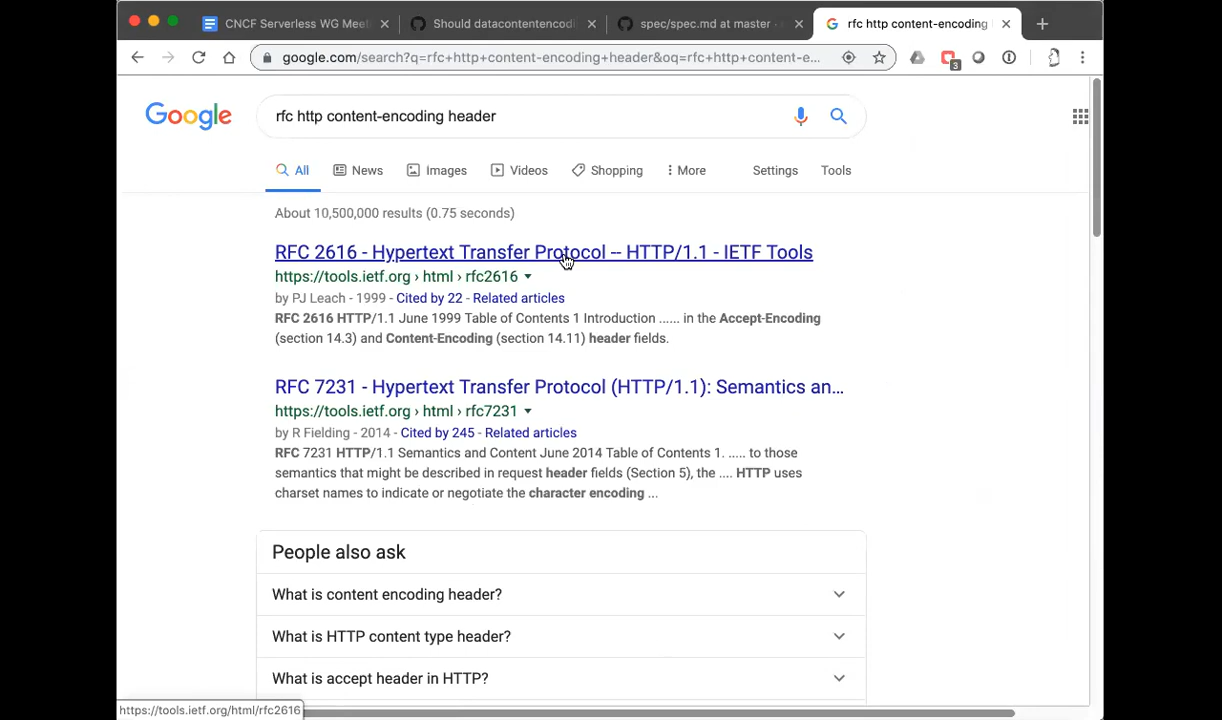 CNCF Serverless WG Mee
Should datacontentencodi
spec/spec.md at master
rfc http content-encoding
google.com/search?q=rfc+http+content-encoding+header&oq=rfc+http+content-e...
3
Google
rfc http content-encoding header
All
News
Images
Videos
Shopping
More
Settings
Tools
About 10,500,000 results (0.75 seconds)
RFC 2616 - Hypertext Transfer Protocol -- HTTP/1.1 - IETF Tools
https://tools.ietf.org › html › rfc2616
by PJ Leach - 1999 - Cited by 22 - Related articles
RFC 2616 HTTP/1.1 June 1999 Table of Contents 1 Introduction ...... in the Accept-Encoding
(section 14.3) and Content-Encoding (section 14.11) header fields.
RFC 7231 - Hypertext Transfer Protocol (HTTP/1.1): Semantics an...
https://tools.ietf.org › html › rfc7231
by R Fielding - 2014 - Cited by 245 - Related articles
RFC 7231 HTTP/1.1 Semantics and Content June 2014 Table of Contents 1. ..... to those
semantics that might be described in request header fields (Section 5), the .... HTTP uses
charset names to indicate or negotiate the character encoding ...
People also ask
What is content encoding header?
What is HTTP content type header?
What is accept header in HTTP?
https://tools.ietf.org/html/rfc2616